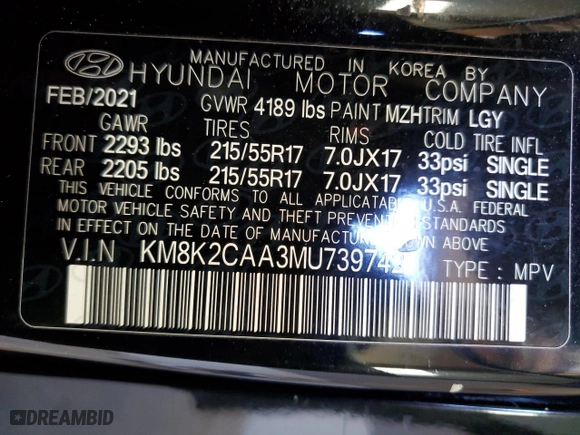 MANUFACTURED IN KOREA BY
HYUNDAI MOTOR COMPANY
FEB/2021 GVWR 4189 lbs PAINT MZH TRIM LGY
GAWR TIRES RIMS COLD TIRE INFL
FRONT 2293 lbs 215/55R17 7.0JX17 33psi SINGLE
REAR 2205 lbs 215/55R17 7.0JX17 33psi SINGLE
THIS VEHICLE CONFORMS TO ALL APPLICABLE U.S.A. FEDERAL
MOTOR VEHICLE SAFETY AND THEFT PREVENTION STANDARDS
IN EFFECT ON THE DATE OF MANUFACTURE SHOWN ABOVE
V.I.N TYPE : MPV
DREAMBID